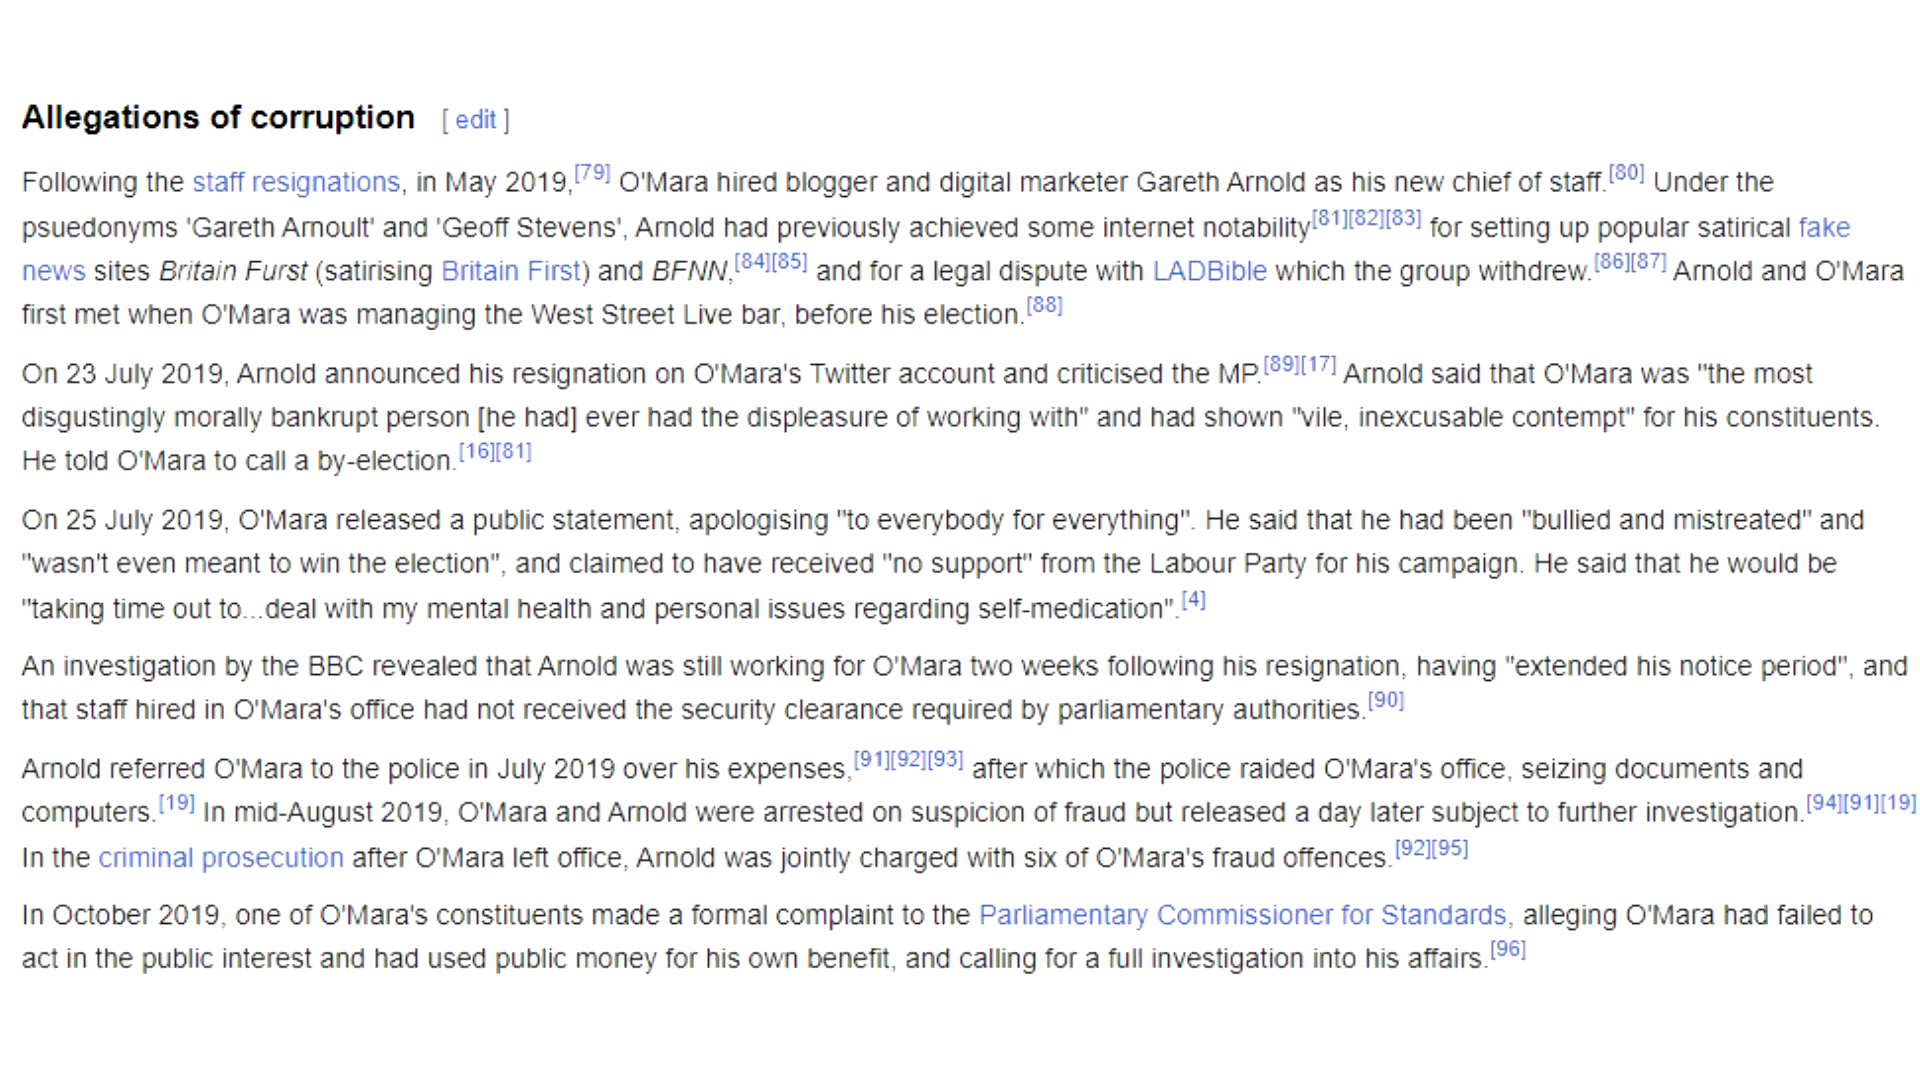 Allegations of corruption [ edit ]
Following the staff resignations, in May 2019,[79] O'Mara hired blogger and digital marketer Gareth Arnold as his new chief of staff.[80] Under the
psuedonyms 'Gareth Arnoult' and 'Geoff Stevens', Arnold had previously achieved some internet notability[81][82][83] for setting up popular satirical fake
news sites Britain Furst (satirising Britain First) and BFNN,[84][85] and for a legal dispute with LADBible which the group withdrew.[86][87] Arnold and O'Mara
first met when O'Mara was managing the West Street Live bar, before his election.[88]
On 23 July 2019, Arnold announced his resignation on O'Mara's Twitter account and criticised the MP.[89][17] Arnold said that O'Mara was "the most
disgustingly morally bankrupt person [he had] ever had the displeasure of working with" and had shown "vile, inexcusable contempt" for his constituents.
He told O'Mara to call a by-election.[16][81]
On 25 July 2019, O'Mara released a public statement, apologising "to everybody for everything". He said that he had been "bullied and mistreated" and
"wasn't even meant to win the election", and claimed to have received "no support" from the Labour Party for his campaign. He said that he would be
"taking time out to...deal with my mental health and personal issues regarding self-medication".[4]
An investigation by the BBC revealed that Arnold was still working for O'Mara two weeks following his resignation, having "extended his notice period", and
that staff hired in O'Mara's office had not received the security clearance required by parliamentary authorities.[90]
Arnold referred O'Mara to the police in July 2019 over his expenses,[91][92][93] after which the police raided O'Mara's office, seizing documents and
computers.[19] In mid-August 2019, O'Mara and Arnold were arrested on suspicion of fraud but released a day later subject to further investigation.[94][91][19]
In the criminal prosecution after O'Mara left office, Arnold was jointly charged with six of O'Mara's fraud offences.[92][95]
In October 2019, one of O'Mara's constituents made a formal complaint to the Parliamentary Commissioner for Standards, alleging O'Mara had failed to
act in the public interest and had used public money for his own benefit, and calling for a full investigation into his affairs.[96]